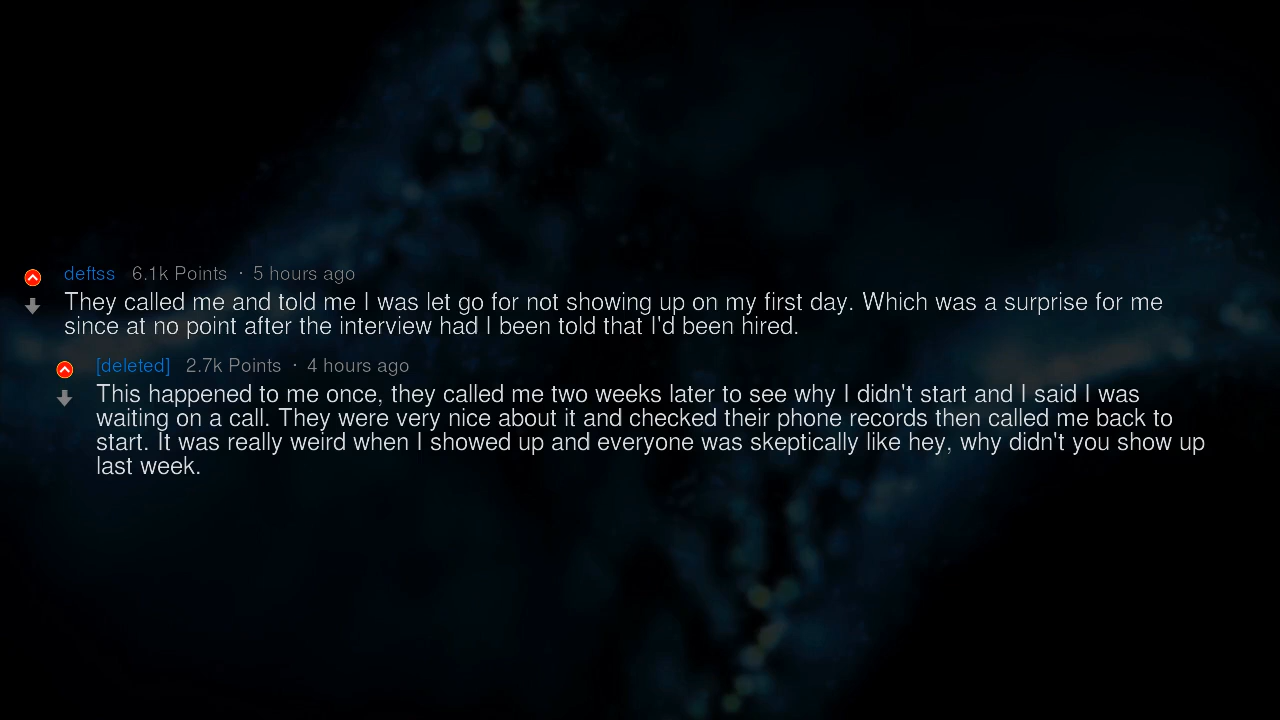 deftss 6.1k Points · 5 hours ago
They called me and told me I was let go for not showing up on my first day. Which was a surprise for me
since at no point after the interview had I been told that I'd been hired.
[deleted] 2.7k Points · 4 hours ago
This happened to me once, they called me two weeks later to see why I didn't start and I said I was
waiting on a call. They were very nice about it and checked their phone records then called me back to
start. It was really weird when I showed up and everyone was skeptically like hey, why didn't you show up
last week.